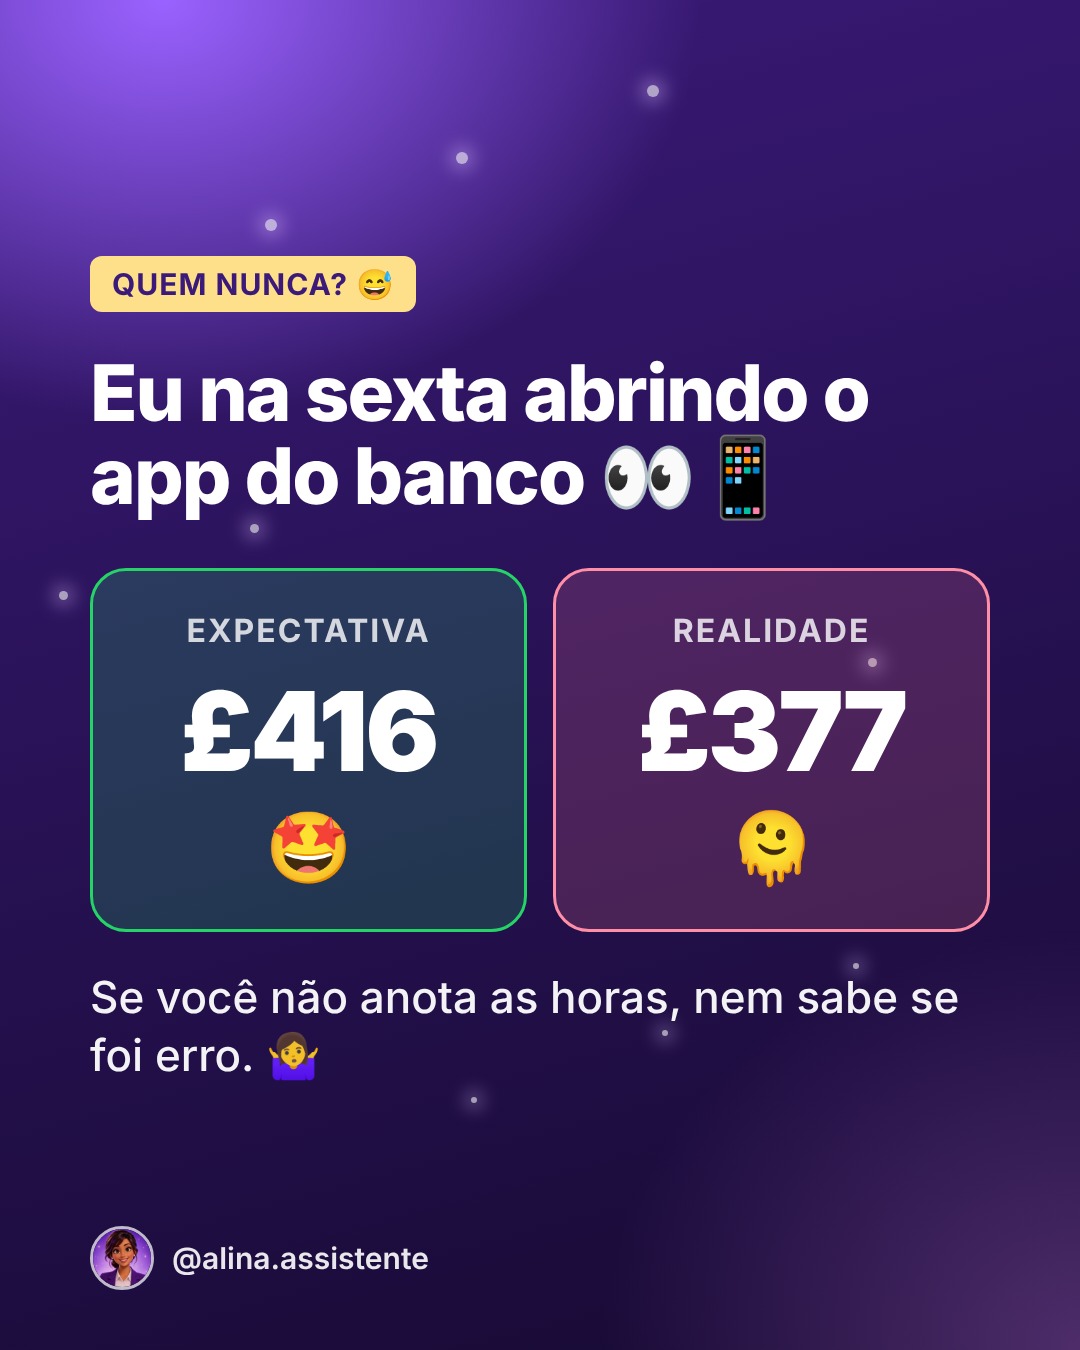 QUEM NUNCA? 😅
Eu na sexta abrindo o
app do banco 👀 📱
EXPECTATIVA
£416
🤩
REALIDADE
£377
🫠
Se você não anota as horas, nem sabe se
foi erro. 🤷‍♀️
@alina.assistente